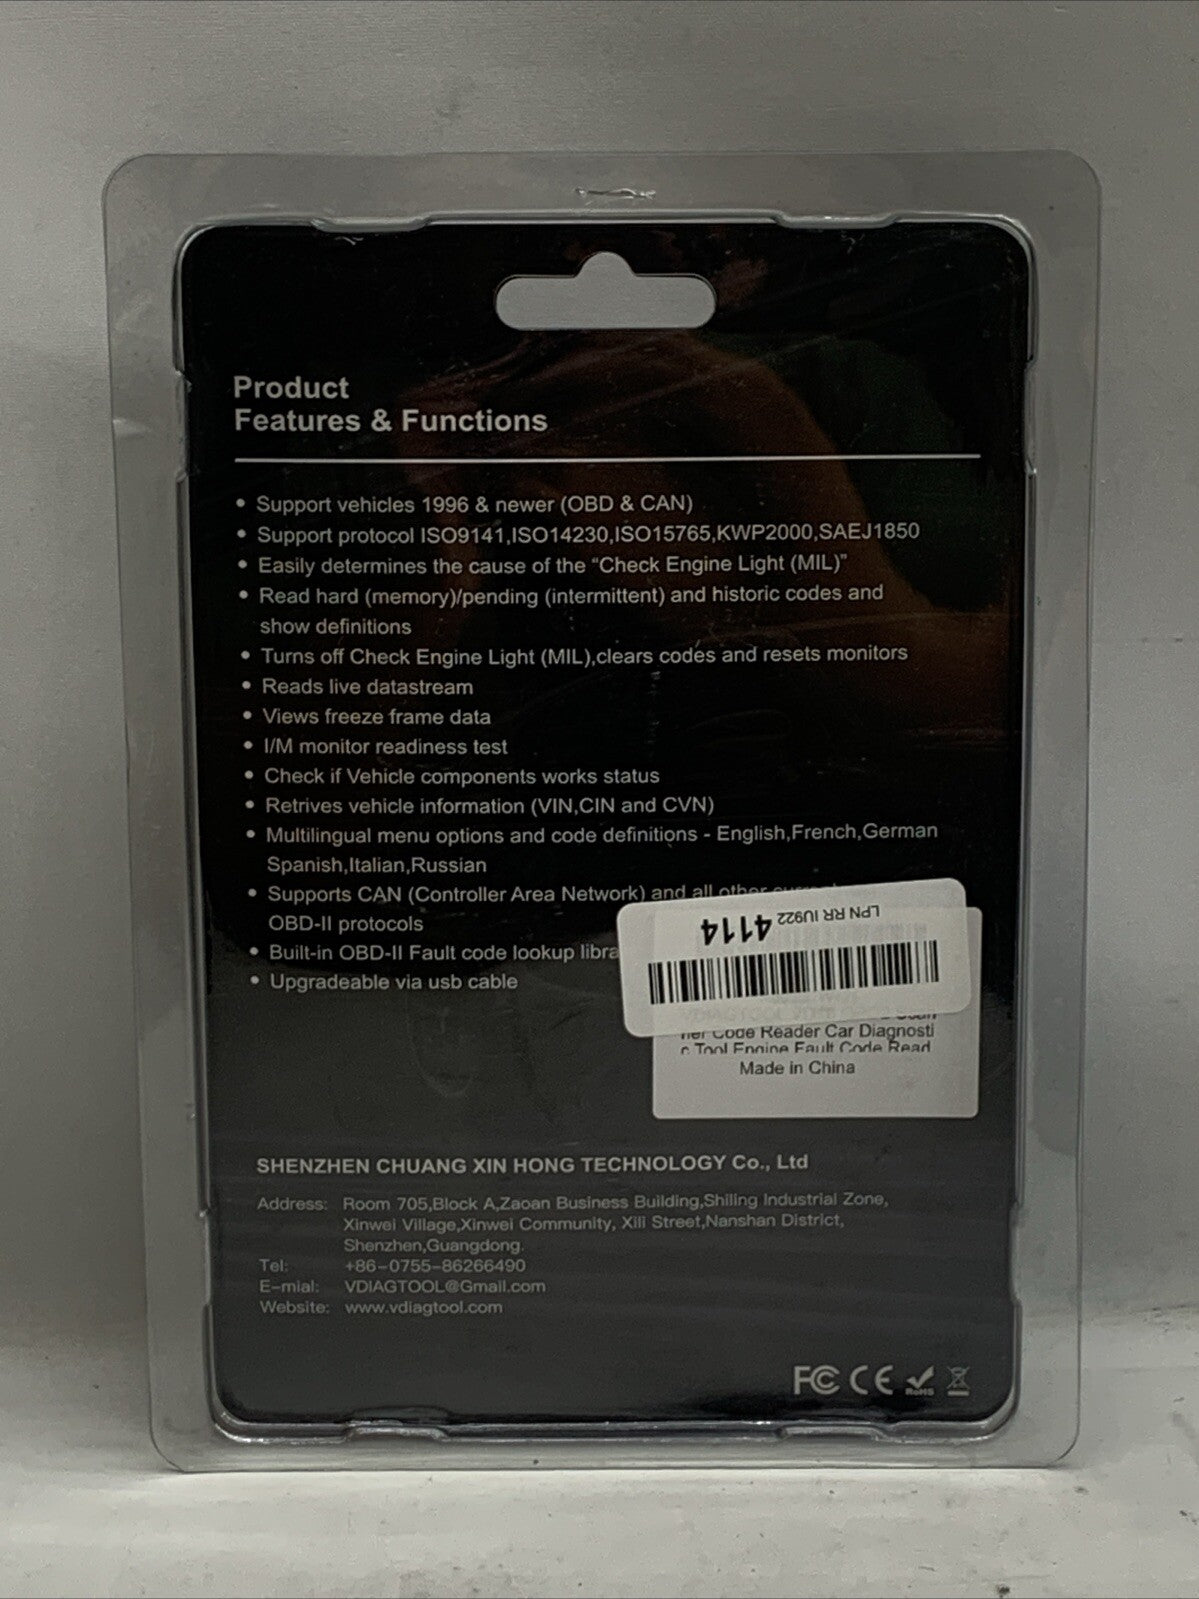 Product
Features & Functions
• Support vehicles 1996 & newer (OBD & CAN)
• Support protocol ISO9141,ISO14230,ISO15765,KWP2000,SAEJ1850
• Easily determines the cause of the “Check Engine Light (MIL)”
• Read hard (memory)/pending (intermittent) and historic codes and
show definitions
• Turns off Check Engine Light (MIL),clears codes and resets monitors
• Reads live datastream
• Views freeze frame data
• I/M monitor readiness test
• Check if Vehicle components works status
• Retrives vehicle information (VIN,CIN and CVN)
• Multilingual menu options and code definitions - English,French,German
Spanish,Italian,Russian
• Supports CAN (Controller Area Network) and all other
OBD-II protocols
• Built-in OBD-II Fault code lookup
• Upgradeable via usb cable
LPN RR IU922 4114
ner Code Reader Car Diagnosti
c Tool Engine Fault Code Read
Made in China
SHENZHEN CHUANG XIN HONG TECHNOLOGY Co., Ltd
Address: Room 705,Block A,Zaoan Business Building,Shiling Industrial Zone,
Xinwei Village,Xinwei Community, Xili Street,Nanshan District,
Shenzhen,Guangdong.
Tel: +86-0755-86266490
E-mial: VDIAGTOOL@Gmail.com
Website: www.vdiagtool.com
FC CE RoHS